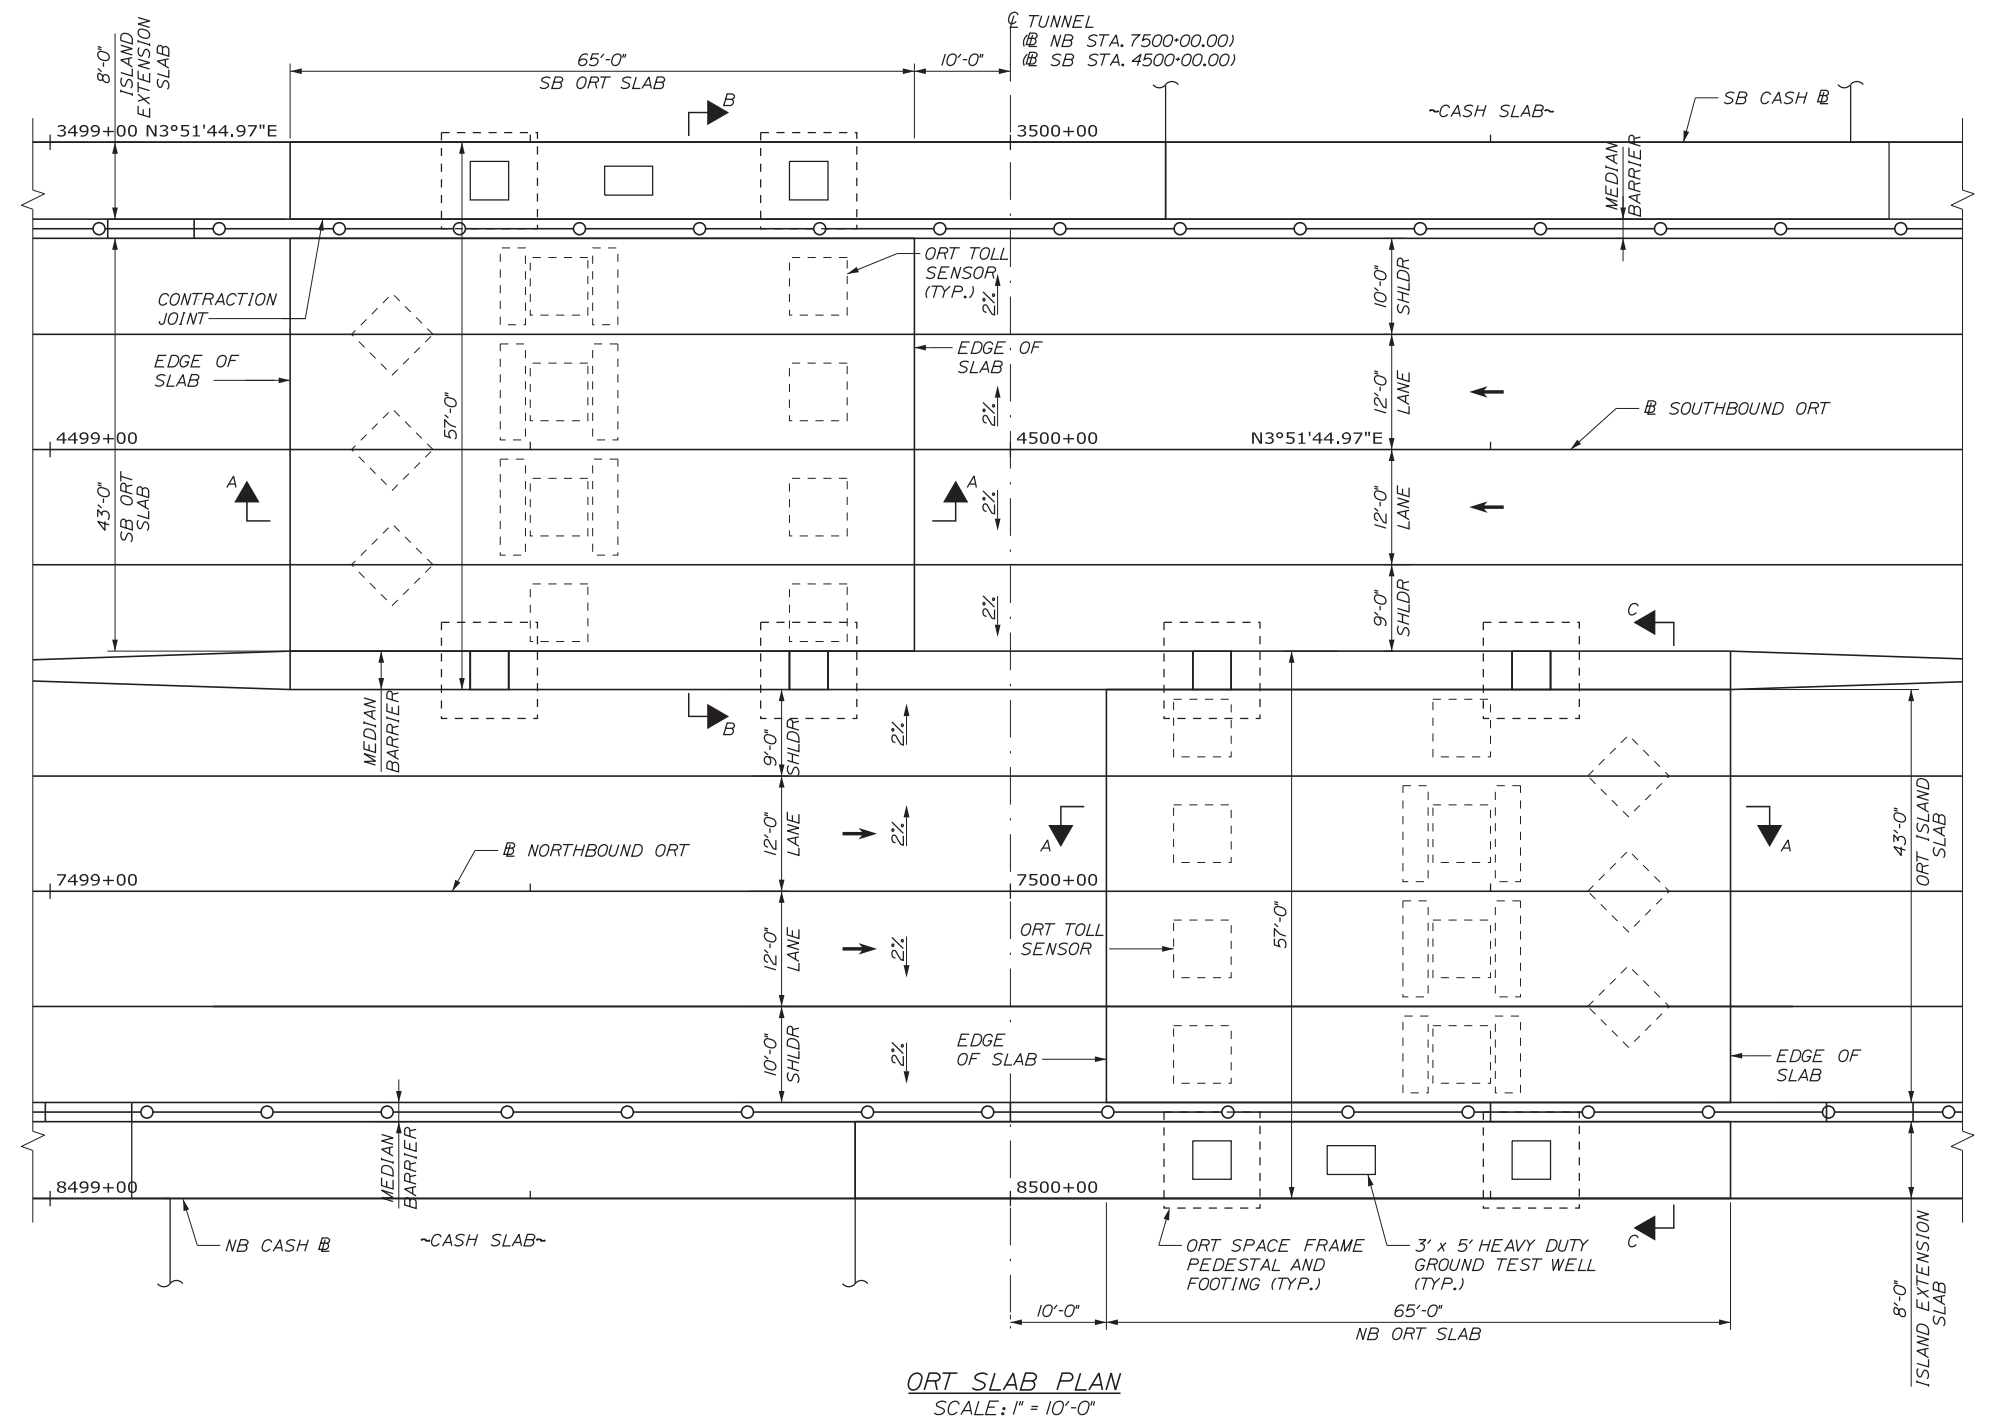 ℄ TUNNEL
(BL NB STA. 7500+00.00)
(BL SB STA. 4500+00.00)
8'-0"
ISLAND
EXTENSION
SLAB
65'-0"
SB ORT SLAB
10'-0"
B
~CASH SLAB~
SB CASH BL
3499+00 N3°51'44.97"E
3500+00
MEDIAN
BARRIER
CONTRACTION
JOINT
ORT TOLL
SENSOR
(TYP.)
2%
10'-0"
SHLDR
EDGE OF
SLAB
EDGE OF
SLAB
57'-0"
2%
12'-0"
LANE
BL SOUTHBOUND ORT
4499+00
4500+00
N3°51'44.97"E
43'-0"
SB ORT
SLAB
A
A
2%
12'-0"
LANE
2%
9'-0"
SHLDR
C
MEDIAN
BARRIER
B
9'-0"
SHLDR
2%
12'-0"
LANE
2%
A
A
43'-0"
ORT ISLAND
SLAB
BL NORTHBOUND ORT
7499+00
7500+00
12'-0"
LANE
2%
ORT TOLL
SENSOR
57'-0"
10'-0"
SHLDR
2%
EDGE
OF SLAB
EDGE OF
SLAB
MEDIAN
BARRIER
8499+00
8500+00
NB CASH BL
~CASH SLAB~
ORT SPACE FRAME
PEDESTAL AND
FOOTING (TYP.)
3' x 5' HEAVY DUTY
GROUND TEST WELL
(TYP.)
C
8'-0"
ISLAND EXTENSION
SLAB
10'-0"
65'-0"
NB ORT SLAB
ORT SLAB PLAN
SCALE: 1" = 10'-0"